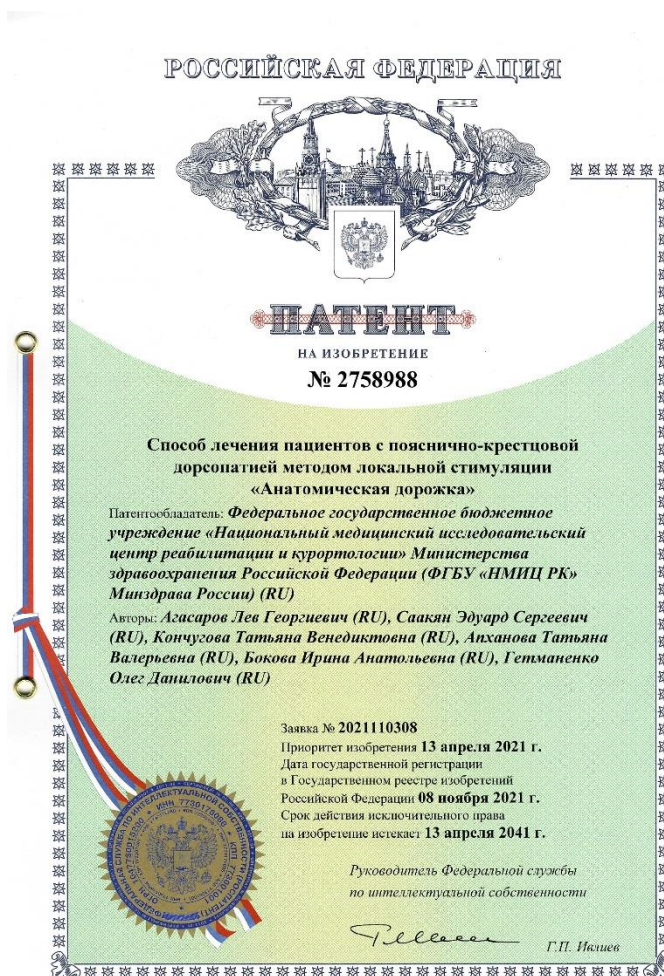 РОССИЙСКАЯ ФЕДЕРАЦИЯ
ПАТЕНТ
НА ИЗОБРЕТЕНИЕ
№ 2758988
Способ лечения пациентов с пояснично-крестцовой
дорсопатией методом локальной стимуляции
«Анатомическая дорожка»
Патентообладатель: Федеральное государственное бюджетное
учреждение «Национальный медицинский исследовательский
центр реабилитации и курортологии» Министерства
здравоохранения Российской Федерации (ФГБУ «НМИЦ РК»
Минздрава России) (RU)
Авторы: Агасаров Лев Георгиевич (RU), Саакян Эдуард Сергеевич
(RU), Кончугова Татьяна Венедиктовна (RU), Апханова Татьяна
Валерьевна (RU), Бокова Ирина Анатольевна (RU), Гетманенко
Олег Данилович (RU)
Заявка № 2021110308
Приоритет изобретения 13 апреля 2021 г.
Дата государственной регистрации
в Государственном реестре изобретений
Российской Федерации 08 ноября 2021 г.
Срок действия исключительного права
на изобретение истекает 13 апреля 2041 г.
Руководитель Федеральной службы
по интеллектуальной собственности
Г.П. Ивлиев